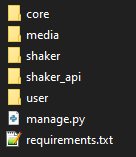 core
media
shaker
shaker_api
user
manage.py
requirements.txt